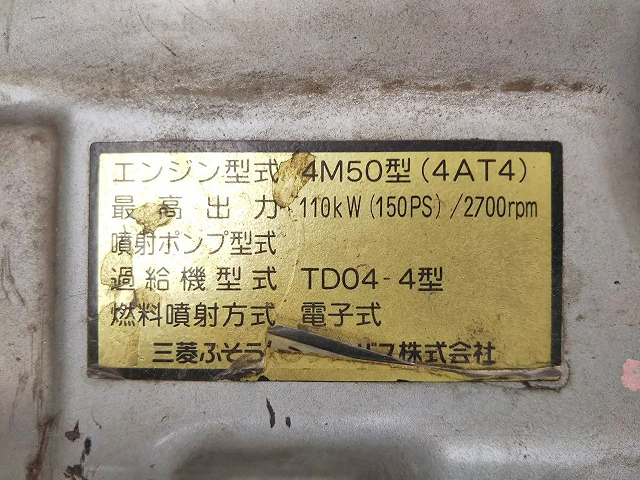 エンジン型式 4M50型(4AT4)
最高出力 110kW(150PS)/2700rpm
噴射ポンプ型式
過給機型式 TD04-4型
燃料噴射方式 電子式
三菱ふそう バス株式会社